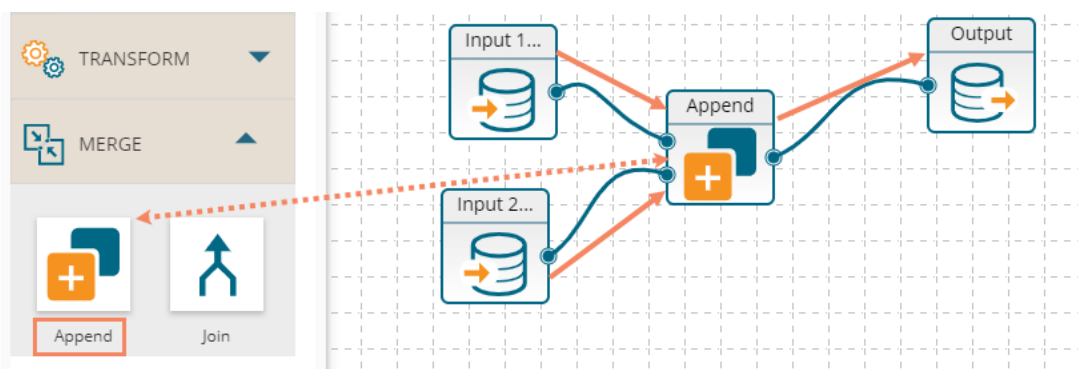 TRANSFORM
MERGE
Append
Join
Input 1...
Input 2...
Append
Output